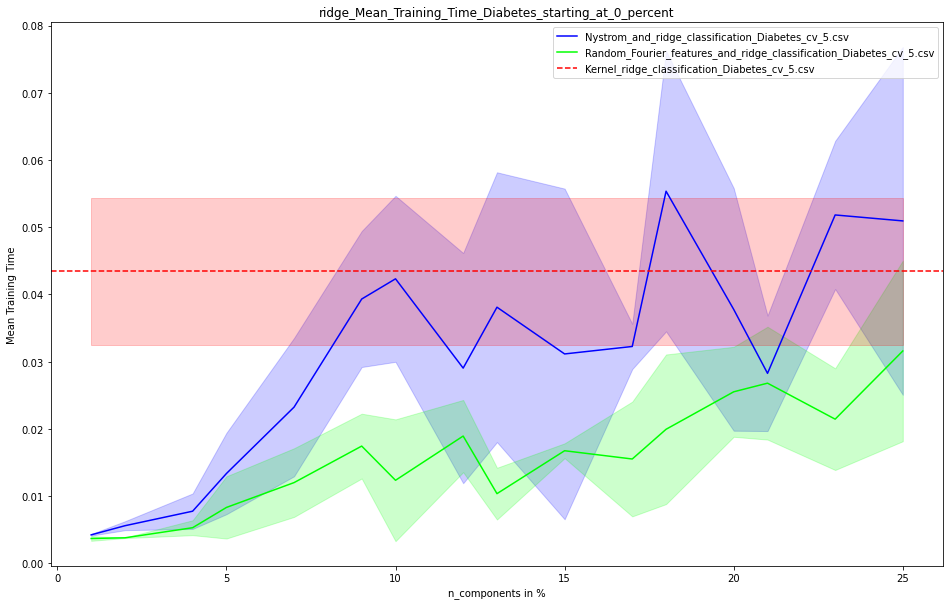 ridge_Mean_Training_Time_Diabetes_starting_at_0_percent
Nystrom_and_ridge_classification_Diabetes_cv_5.csv
Random_Fourier_features_and_ridge_classification_Diabetes_cv_5.csv
Kernel_ridge_classification_Diabetes_cv_5.csv
0.08
0.07
0.06
0.05
0.04
0.03
0.02
0.01
0.00
Mean Training Time
0 5 10 15 20 25
n_components in %